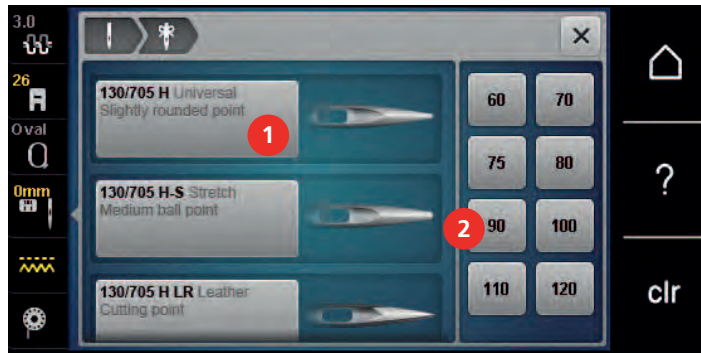 3.0
26
Oval
0mm
130/705 H Universal
Slightly rounded point
1
130/705 H-S Stretch
Medium ball point
130/705 H LR Leather
Cutting point
60 70
75 80
2
90 100
110 120
?
clr